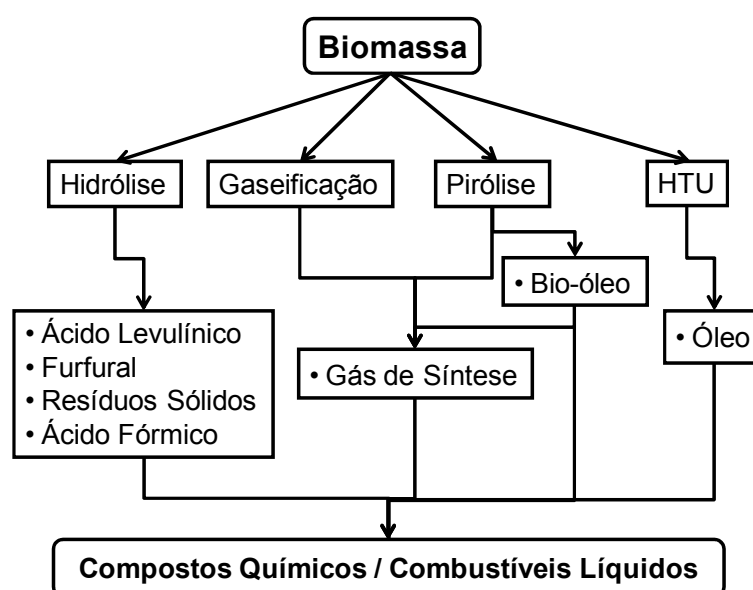 Biomassa
Hidrólise
Gaseificação
Pirólise
HTU
• Bio-óleo
• Ácido Levulínico
• Furfural
• Resíduos Sólidos
• Ácido Fórmico
• Gás de Síntese
• Óleo
Compostos Químicos / Combustíveis Líquidos